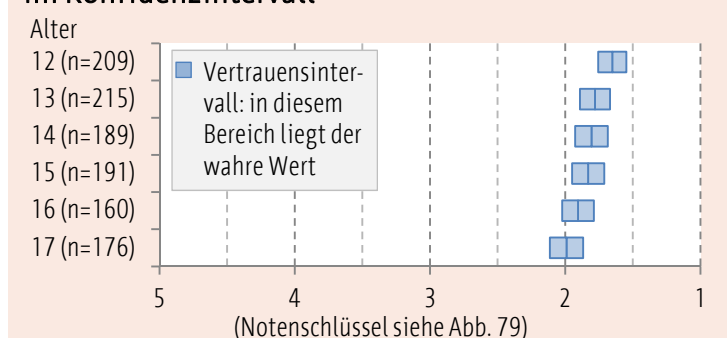 im Konfidenzintervall
Alter
12 (n=209)
13 (n=215)
14 (n=189)
15 (n=191)
16 (n=160)
17 (n=176)
Vertrauensinter-
vall: in diesem
Bereich liegt der
wahre Wert
5 4 3 2 1
(Notenschlüssel siehe Abb. 79)